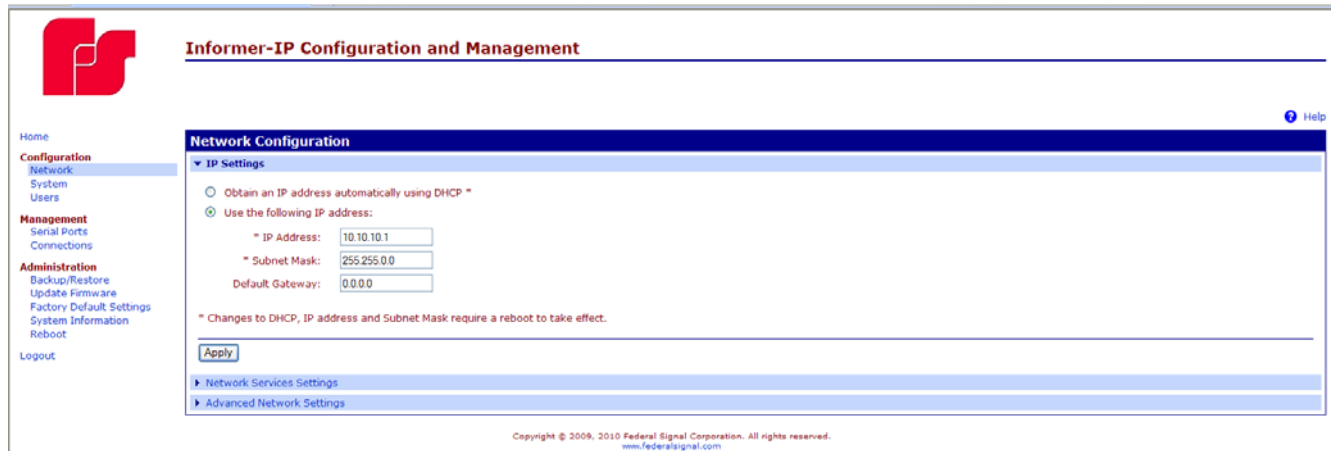 Informer-IP Configuration and Management
Help
Home
Configuration
Network
System
Users
Management
Serial Ports
Connections
Administration
Backup/Restore
Update Firmware
Factory Default Settings
System Information
Reboot
Logout
Network Configuration
IP Settings
Obtain an IP address automatically using DHCP *
Use the following IP address:
* IP Address: 10.10.10.1
* Subnet Mask: 255.255.0.0
Default Gateway: 0.0.0.0
* Changes to DHCP, IP address and Subnet Mask require a reboot to take effect.
Apply
Network Services Settings
Advanced Network Settings
Copyright © 2009, 2010 Federal Signal Corporation. All rights reserved.
www.federalsignal.com